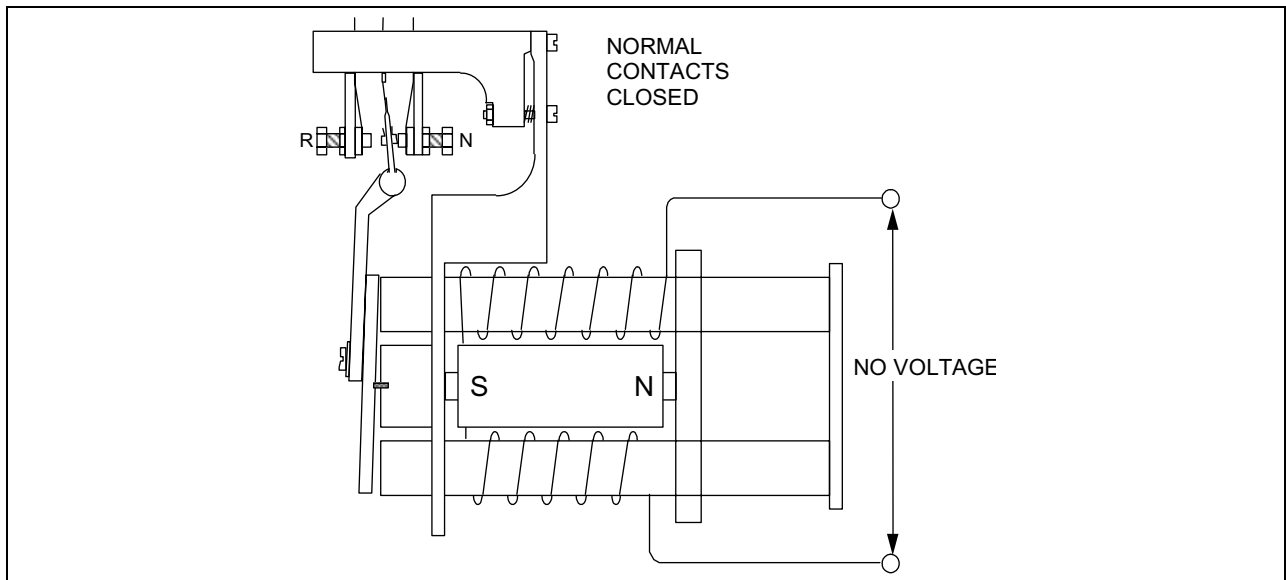 NORMAL
CONTACTS
CLOSED
R
N
NO VOLTAGE
S
N